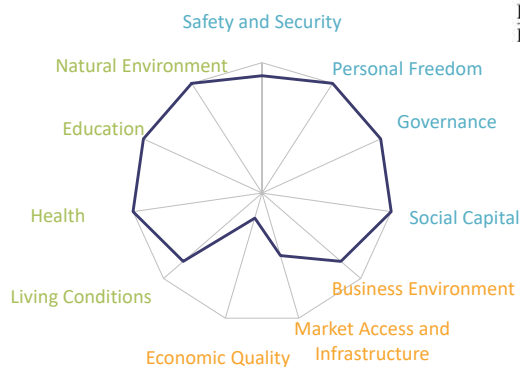 Safety and Security
Natural Environment
Personal Freedom
Education
Governance
Health
Social Capital
Living Conditions
Business Environment
Market Access and
Infrastructure
Economic Quality